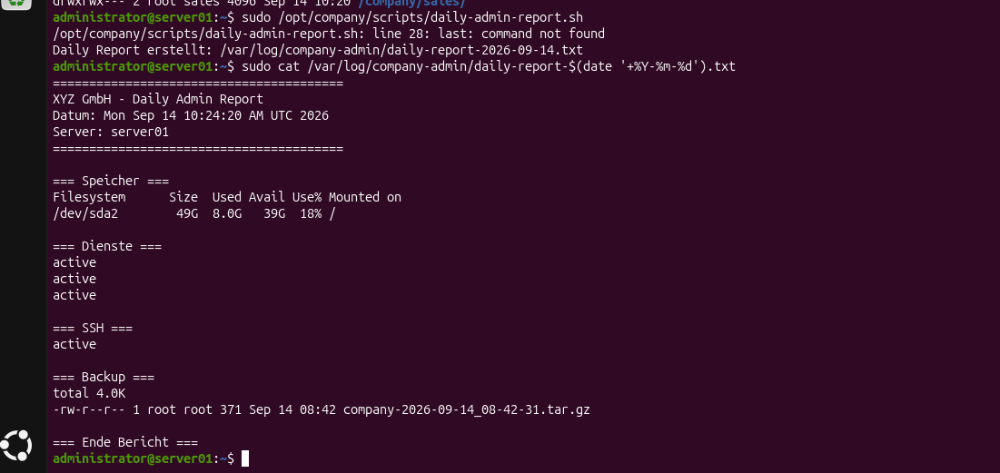 drwxrwx--- 2 root sales 4096 Sep 14 10:20 /company/sales/
administrator@server01:~$ sudo /opt/company/scripts/daily-admin-report.sh
/opt/company/scripts/daily-admin-report.sh: line 28: last: command not found
Daily Report erstellt: /var/log/company-admin/daily-report-2026-09-14.txt
administrator@server01:~$ sudo cat /var/log/company-admin/daily-report-$(date '+%Y-%m-%d').txt
========================================
XYZ GmbH - Daily Admin Report
Datum: Mon Sep 14 10:24:20 AM UTC 2026
Server: server01
========================================

=== Speicher ===
Filesystem      Size  Used Avail Use% Mounted on
/dev/sda2        49G  8.0G   39G  18% /

=== Dienste ===
active
active
active

=== SSH ===
active

=== Backup ===
total 4.0K
-rw-r--r-- 1 root root 371 Sep 14 08:42 company-2026-09-14_08-42-31.tar.gz

=== Ende Bericht ===
administrator@server01:~$